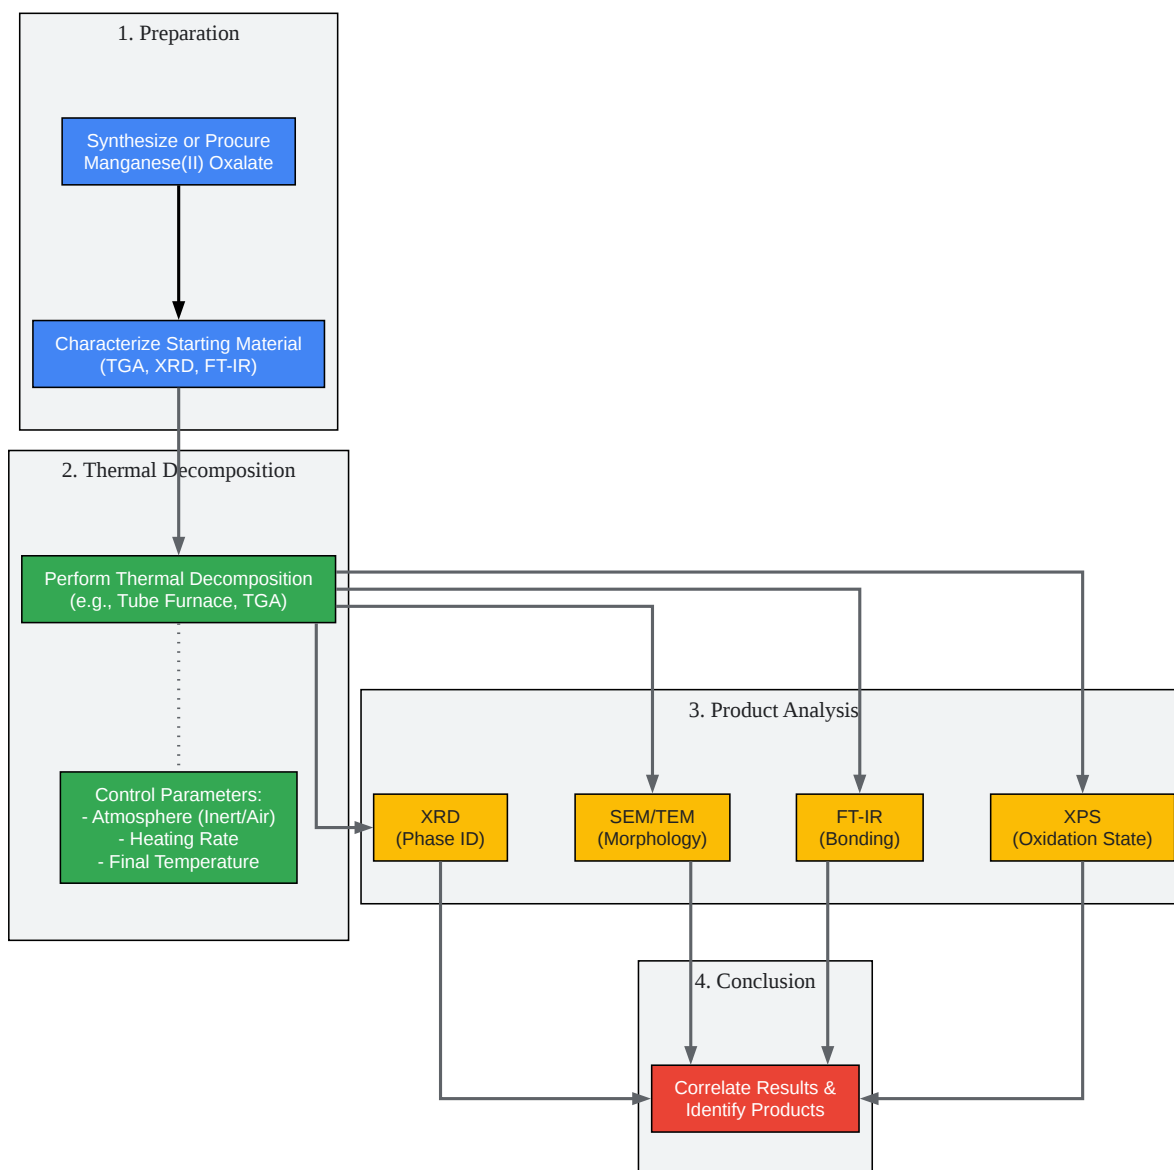 1. Preparation
Synthesize or Procure
Manganese(II) Oxalate
Characterize Starting Material
(TGA, XRD, FT-IR)
2. Thermal Decomposition
Perform Thermal Decomposition
(e.g., Tube Furnace, TGA)
Control Parameters:
- Atmosphere (Inert/Air)
- Heating Rate
- Final Temperature
3. Product Analysis
XRD
(Phase ID)
SEM/TEM
(Morphology)
FT-IR
(Bonding)
XPS
(Oxidation State)
4. Conclusion
Correlate Results &
Identify Products